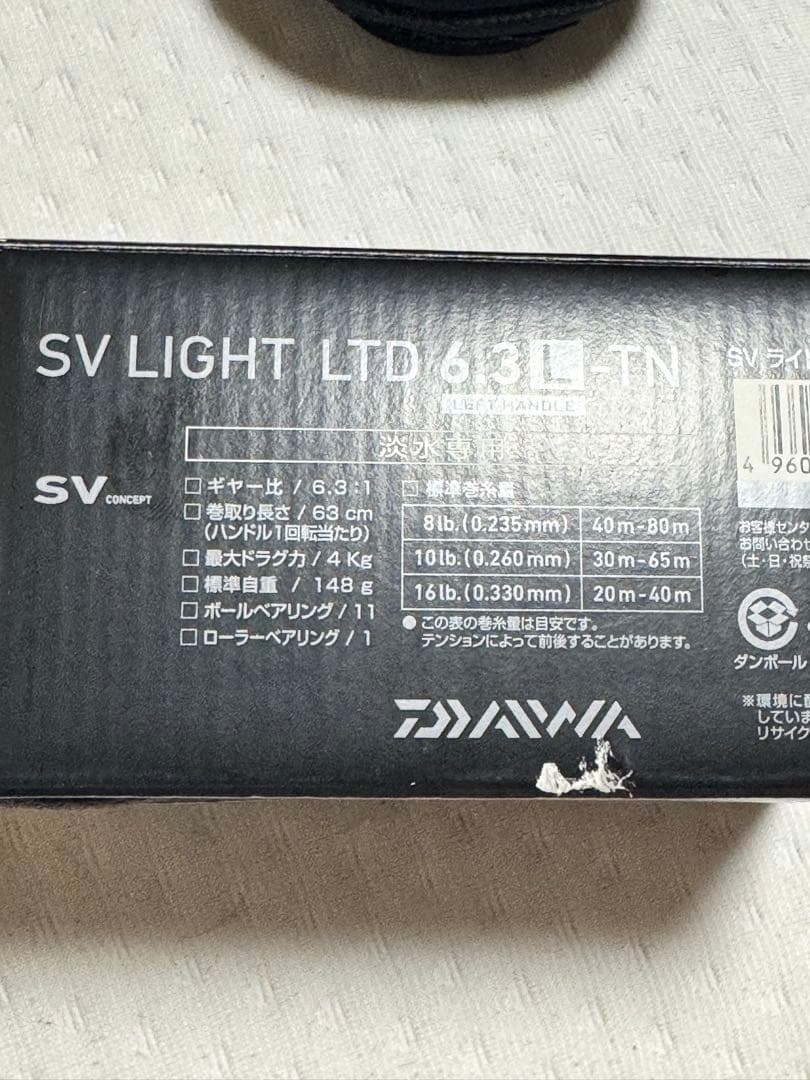 SV LIGHT LTD 6.3L-TN
LEFT HANDLE
淡水専用
SV CONCEPT
□ ギヤー比 / 6.3:1
□ 巻取り長さ / 63 cm
(ハンドル1回転当たり)
□ 最大ドラグ力 / 4 Kg
□ 標準自重 / 148 g
□ ボールベアリング / 11
□ ローラーベアリング / 1
□ 標準巻糸量
8lb.(0.235mm) 40m-80m
10lb.(0.260mm) 30m-65m
16lb.(0.330mm) 20m-40m
● この表の巻糸量は目安です。
テンションによって前後することがあります。
DAIWA
SV ライ
4 960
お客様センタ
お問い合わせ
(土・日・祝
ダンボール
※環境に
していま
リサイク